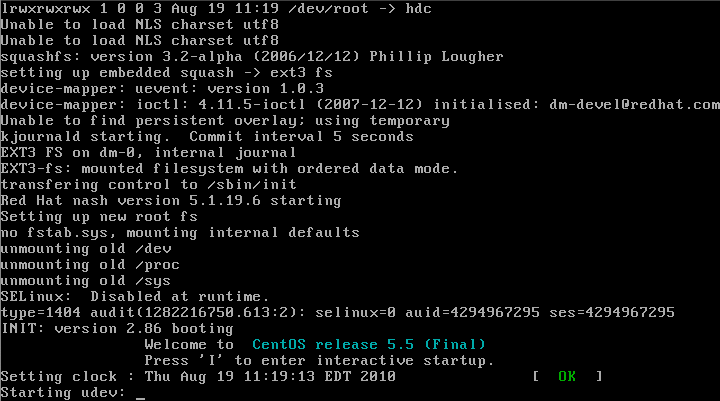 lrwxrwxrwx 1 0 0 3 Aug 19 11:19 /dev/root -> hdc
Unable to load NLS charset utf8
Unable to load NLS charset utf8
squashfs: version 3.2-alpha (2006/12/12) Phillip Lougher
setting up embedded squash -> ext3 fs
device-mapper: uevent: version 1.0.3
device-mapper: ioctl: 4.11.5-ioctl (2007-12-12) initialised: dm-devel@redhat.com
Unable to find persistent overlay; using temporary
kjournald starting.  Commit interval 5 seconds
EXT3 FS on dm-0, internal journal
EXT3-fs: mounted filesystem with ordered data mode.
transfering control to /sbin/init
Red Hat nash version 5.1.19.6 starting
Setting up new root fs
no fstab.sys, mounting internal defaults
unmounting old /dev
unmounting old /proc
unmounting old /sys
SELinux:  Disabled at runtime.
type=1404 audit(1282216750.613:2): selinux=0 auid=4294967295 ses=4294967295
INIT: version 2.86 booting
Welcome to  CentOS release 5.5 (Final)
Press 'I' to enter interactive startup.
Setting clock : Thu Aug 19 11:19:13 EDT 2010 [  OK  ]
Starting udev: _